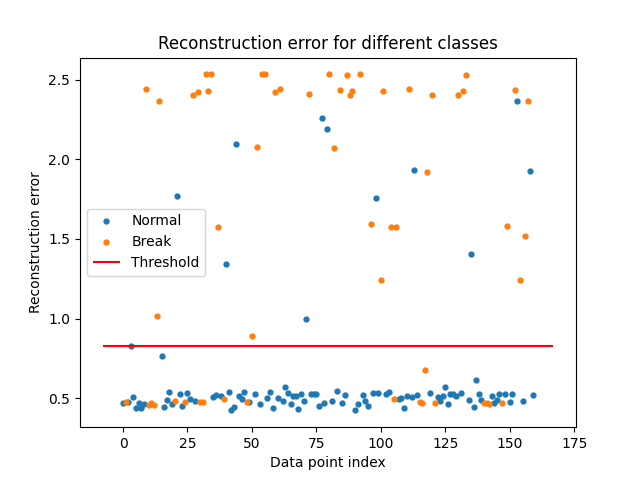 Reconstruction error for different classes
Reconstruction error
2.5
2.0
1.5
1.0
0.5
Normal
Break
Threshold
0 25 50 75 100 125 150 175
Data point index